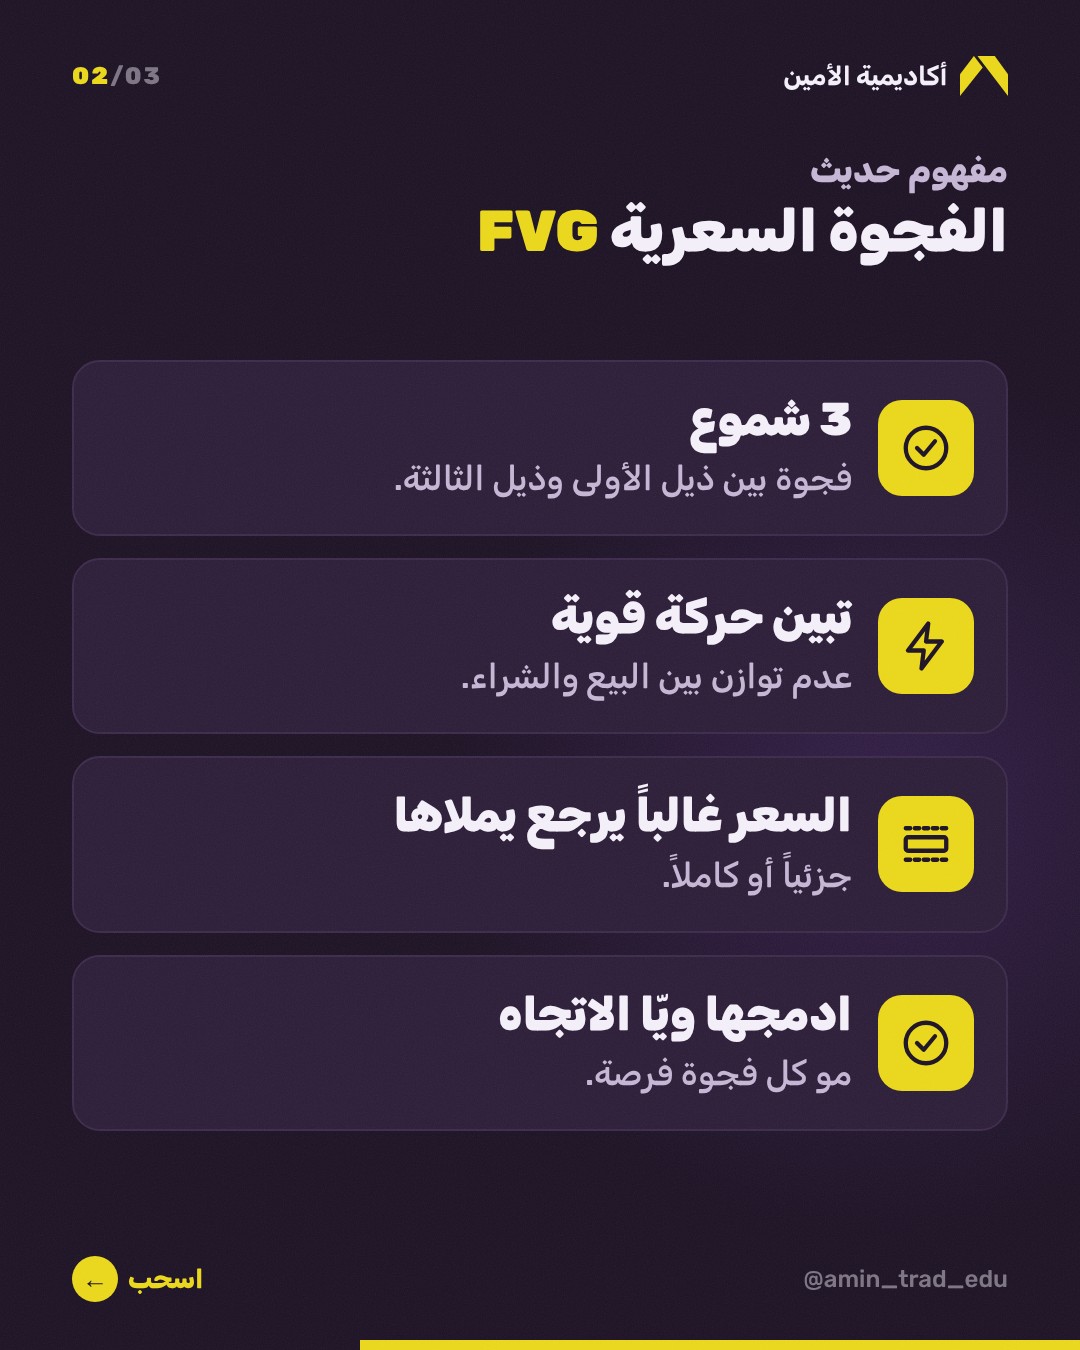 أكاديمية الأمين
02/03
مفهوم حديث
الفجوة السعرية FVG
3 شموع
فجوة بين ذيل الأولى وذيل الثالثة.
تبين حركة قوية
عدم توازن بين البيع والشراء.
السعر غالباً يرجع يملاها
جزئياً أو كاملاً.
ادمجها ويّا الاتجاه
مو كل فجوة فرصة.
@amin_trad_edu
اسحب ←